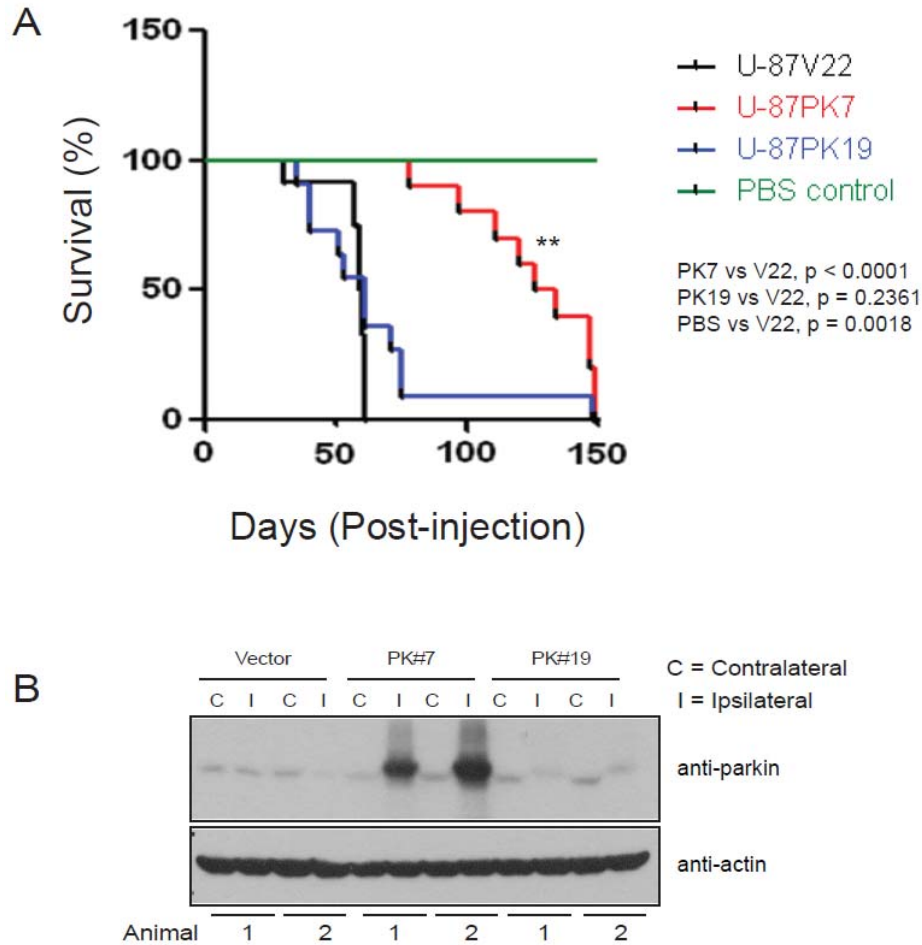 A
150
100
50
0
Survival (%)
0 50 100 150
Days (Post-injection)
U-87V22
U-87PK7
U-87PK19
PBS control
**
PK7 vs V22, p < 0.0001
PK19 vs V22, p = 0.2361
PBS vs V22, p = 0.0018
B
Vector PK#7 PK#19
C I C I C I C I C I C I
C = Contralateral
I = Ipsilateral
anti-parkin
anti-actin
Animal 1 2 1 2 1 2